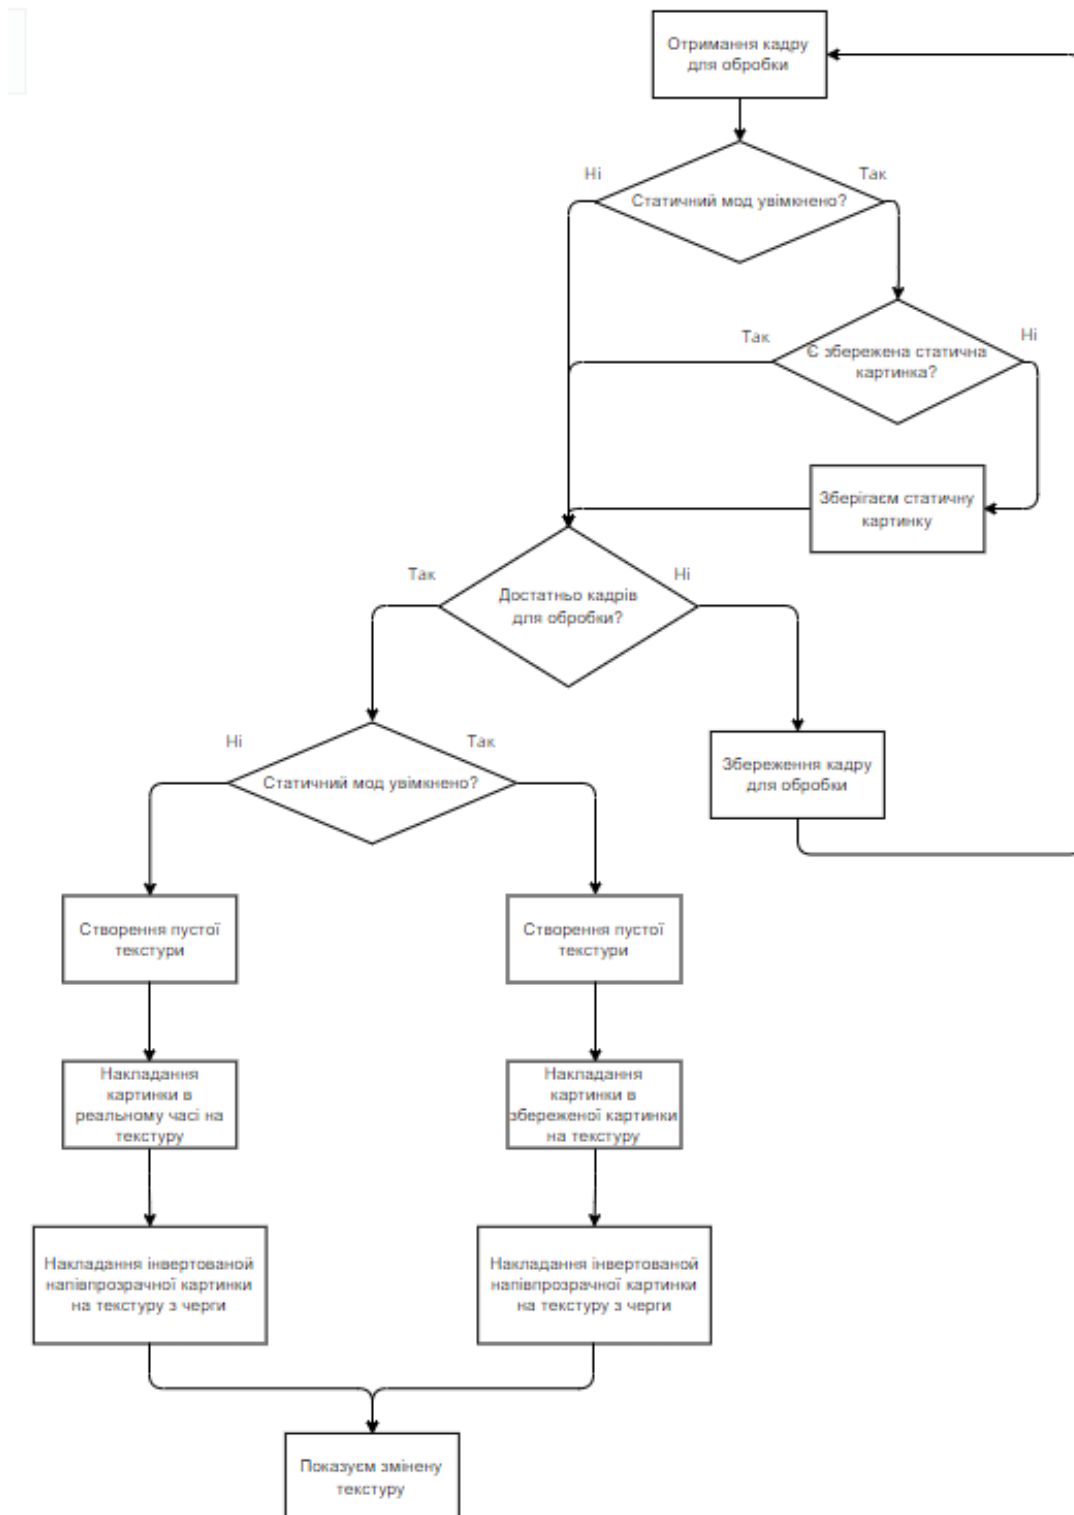 Отримання кадру
для обробки
Ні
Так
Статичний мод увімкнено?
Так
Ні
Є збережена статична
картинка?
Зберігаєм статичну
картинку
Так
Ні
Достатньо кадрів
для обробки?
Ні
Так
Статичний мод увімкнено?
Збереження кадру
для обробки
Створення пустої
текстури
Створення пустої
текстури
Накладання
картинки в
реальному часі на
текстуру
Накладання
картинки в
збереженої картинки
на текстуру
Накладання інвертованой
напівпрозрачної картинки
на текстуру з черги
Накладання інвертованой
напівпрозрачної картинки
на текстуру з черги
Показуєм змінену
текстуру